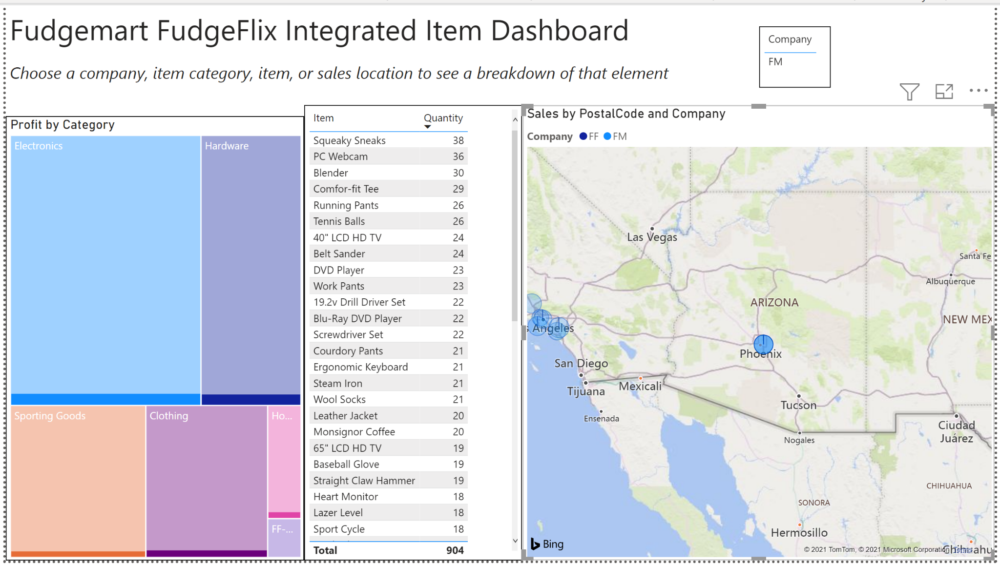 Fudgemart FudgeFlix Integrated Item Dashboard
Choose a company, item category, item, or sales location to see a breakdown of that element
Company
FM
Profit by Category
Electronics
Hardware
Sporting Goods
Clothing
Ho...
FF-...
Item Quantity
Squeaky Sneaks 38
PC Webcam 36
Blender 30
Comfor-fit Tee 29
Running Pants 26
Tennis Balls 26
40" LCD HD TV 24
Belt Sander 24
DVD Player 23
Work Pants 23
19.2v Drill Driver Set 22
Blu-Ray DVD Player 22
Screwdriver Set 22
Courdory Pants 21
Ergonomic Keyboard 21
Steam Iron 21
Wool Socks 21
Leather Jacket 20
Monsignor Coffee 20
65" LCD HD TV 19
Baseball Glove 19
Straight Claw Hammer 19
Heart Monitor 18
Lazer Level 18
Sport Cycle 18
Total 904
Sales by PostalCode and Company
Company FF FM
Las Vegas
Santa Fe
Albuquerque
ARIZONA
NEW MEX
s Angeles
Phoenix
San Diego
Tijuana
Mexicali
Tucson
Ensenada
Ciudad
Juárez
Nogales
CHIHUAHUA
SONORA
Hermosillo
Bing
© 2021 TomTom, © 2021 Microsoft Corporation Terms
Chihuahu